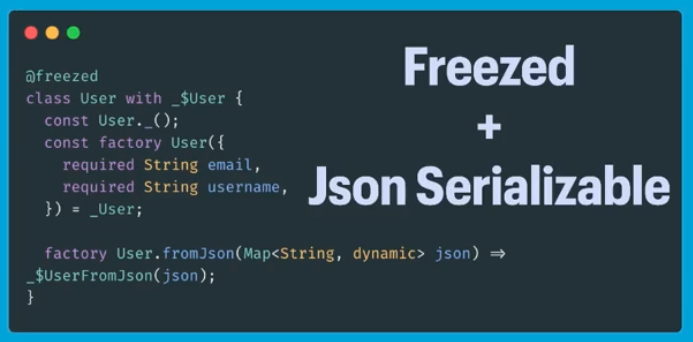 @freezed
class User with _$User {
  const User._();
  const factory User({
    required String email,
    required String username,
  }) = _User;

  factory User.fromJson(Map<String, dynamic> json) =>
_$UserFromJson(json);
}
Freezed
+
Json Serializable